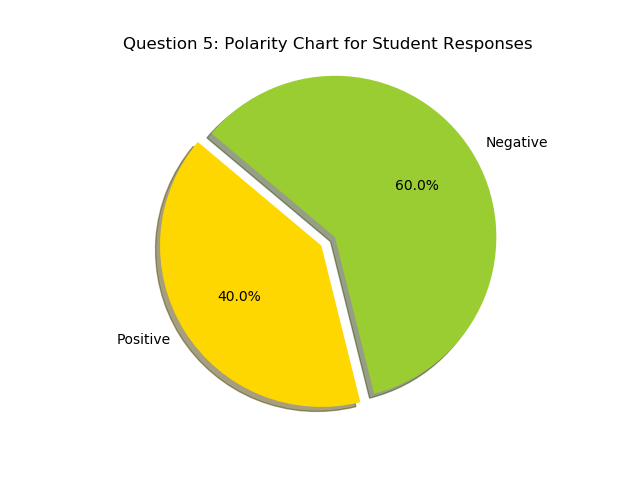 Question 5: Polarity Chart for Student Responses
Negative
60.0%
40.0%
Positive